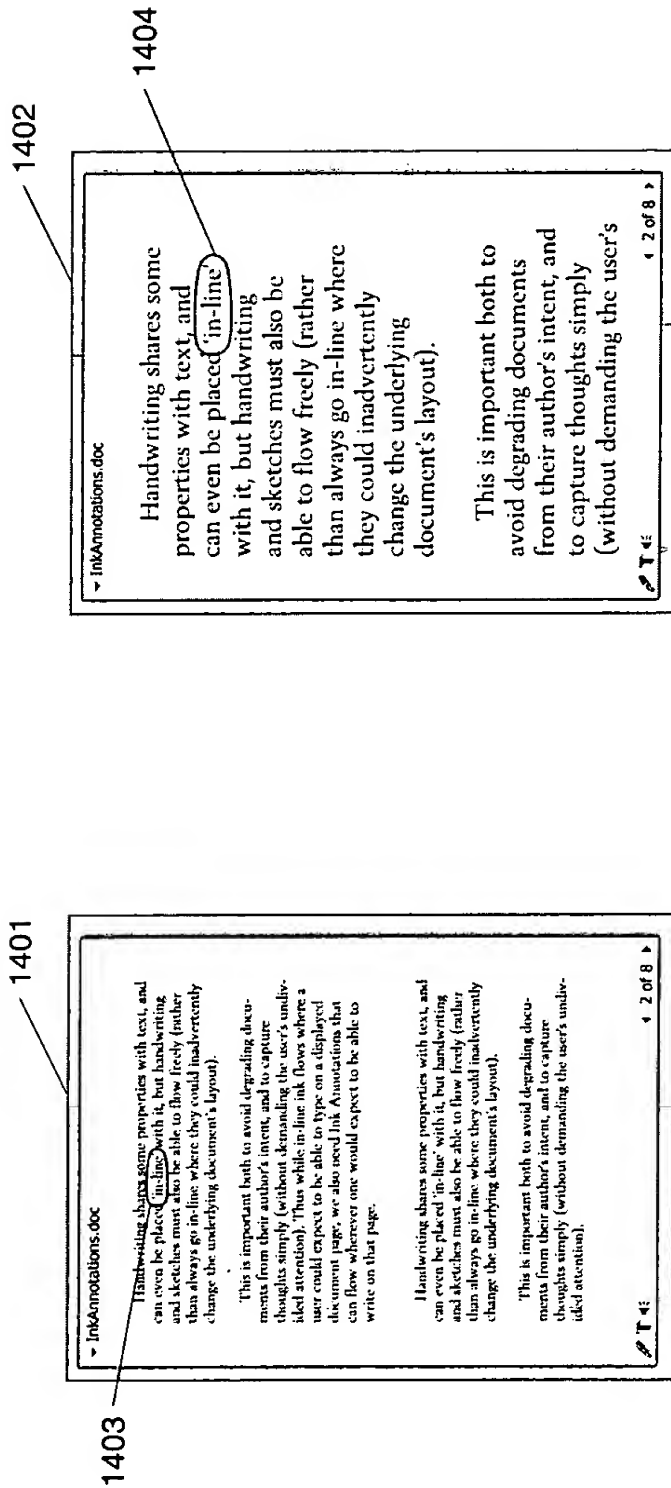 1401
1403
▾ InkAnnotations.doc
Handwriting shares some properties with text, and
can even be placed 'in-line' with it, but handwriting
and sketches must also be able to flow freely (rather
than always go in-line where they could inadvertently
change the underlying document's layout).
This is important both to avoid degrading docu-
ments from their author's intent, and to capture
thoughts simply (without demanding the user's undiv-
ided attention). Thus while in-line ink flows where a
user could expect to be able to type on a displayed
document page, we also need Ink Annotations that
can flow wherever one would expect to be able to
write on that page.
Handwriting shares some properties with text, and
can even be placed 'in-line' with it, but handwriting
and sketches must also be able to flow freely (rather
than always go in-line where they could inadvertently
change the underlying document's layout).
This is important both to avoid degrading docu-
ments from their author's intent, and to capture
thoughts simply (without demanding the user's undiv-
ided attention).
T
2 of 8
1402
1404
▾ InkAnnotations.doc
Handwriting shares some
properties with text, and
can even be placed 'in-line'
with it, but handwriting
and sketches must also be
able to flow freely (rather
than always go in-line where
they could inadvertently
change the underlying
document's layout).
This is important both to
avoid degrading documents
from their author's intent, and
to capture thoughts simply
(without demanding the user's
T
2 of 8